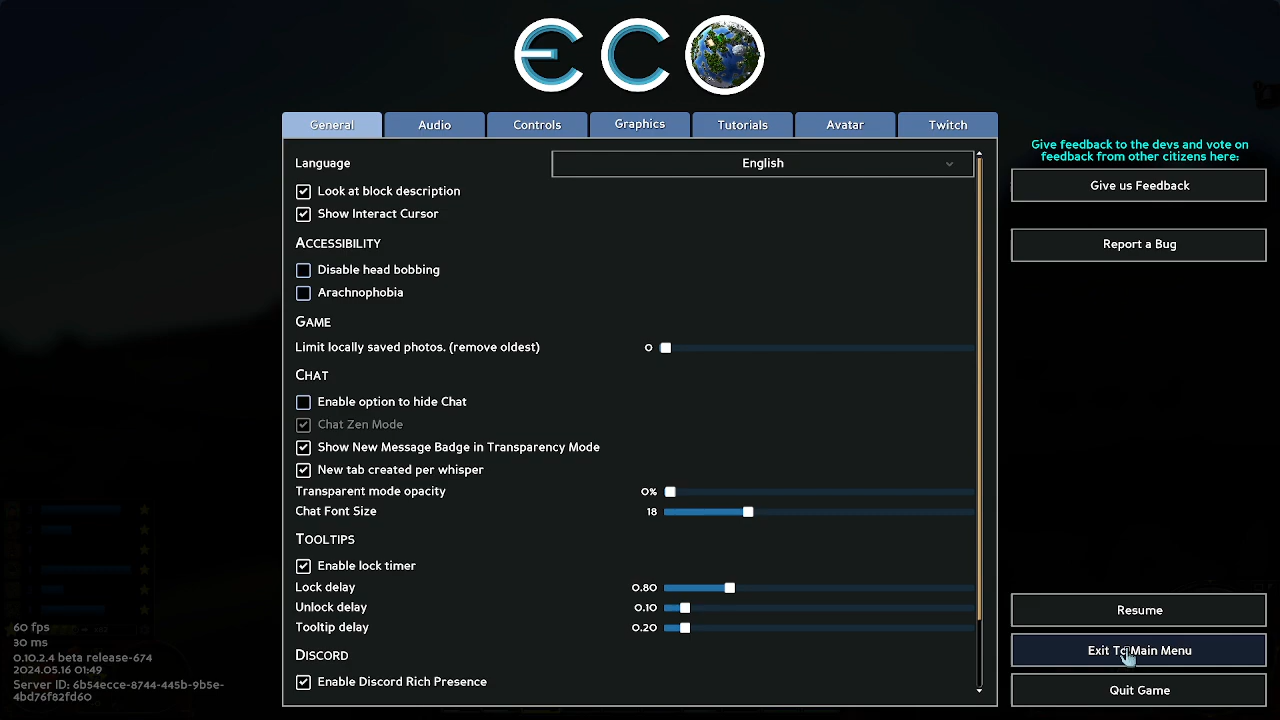 ECO
General
Audio
Controls
Graphics
Tutorials
Avatar
Twitch
Language
English
Look at block description
Show Interact Cursor
ACCESSIBILITY
Disable head bobbing
Arachnophobia
GAME
Limit locally saved photos. (remove oldest)
0
CHAT
Enable option to hide Chat
Chat Zen Mode
Show New Message Badge in Transparency Mode
New tab created per whisper
Transparent mode opacity
0%
Chat Font Size
18
TOOLTIPS
Enable lock timer
Lock delay
0.80
Unlock delay
0.10
Tooltip delay
0.20
DISCORD
Enable Discord Rich Presence
Give feedback to the devs and vote on
feedback from other citizens here:
Give us Feedback
Report a Bug
Resume
Exit To Main Menu
Quit Game
60 fps
30 ms
0.10.2.4 beta release-674
2024.05.16 01:49
Server ID: 6b54ecce-8744-445b-9b5e-
4bd76f82fd60